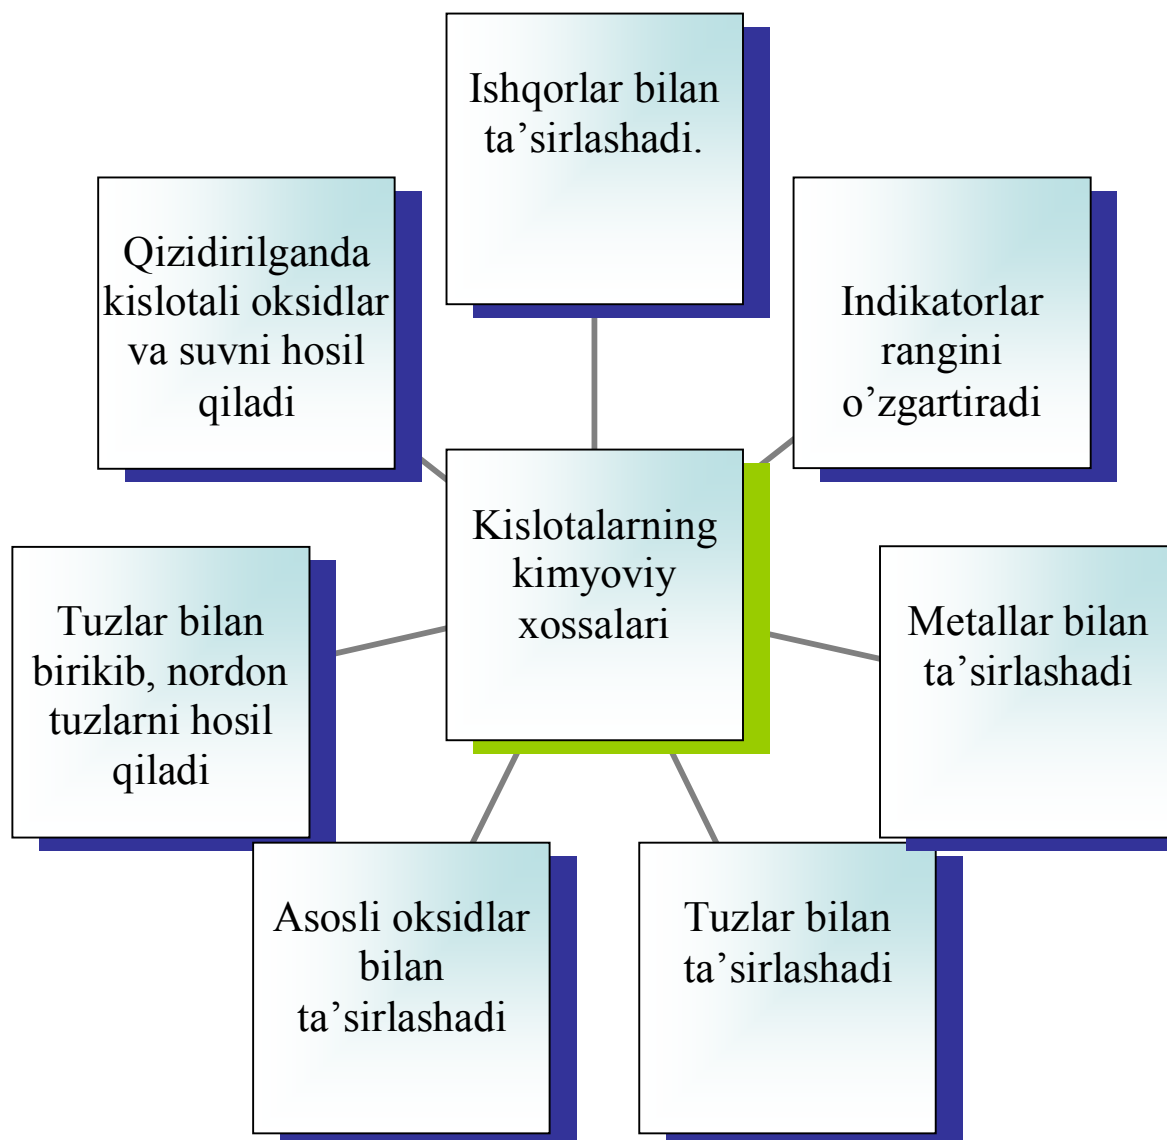 Ishqorlar bilan
ta’sirlashadi.
Qizidirilganda
kislotali oksidlar
va suvni hosil
qiladi
Indikatorlar
rangini
o’zgartiradi
Kislotalarning
kimyoviy
xossalari
Tuzlar bilan
birikib, nordon
tuzlarni hosil
qiladi
Metallar bilan
ta’sirlashadi
Asosli oksidlar
bilan
ta’sirlashadi
Tuzlar bilan
ta’sirlashadi